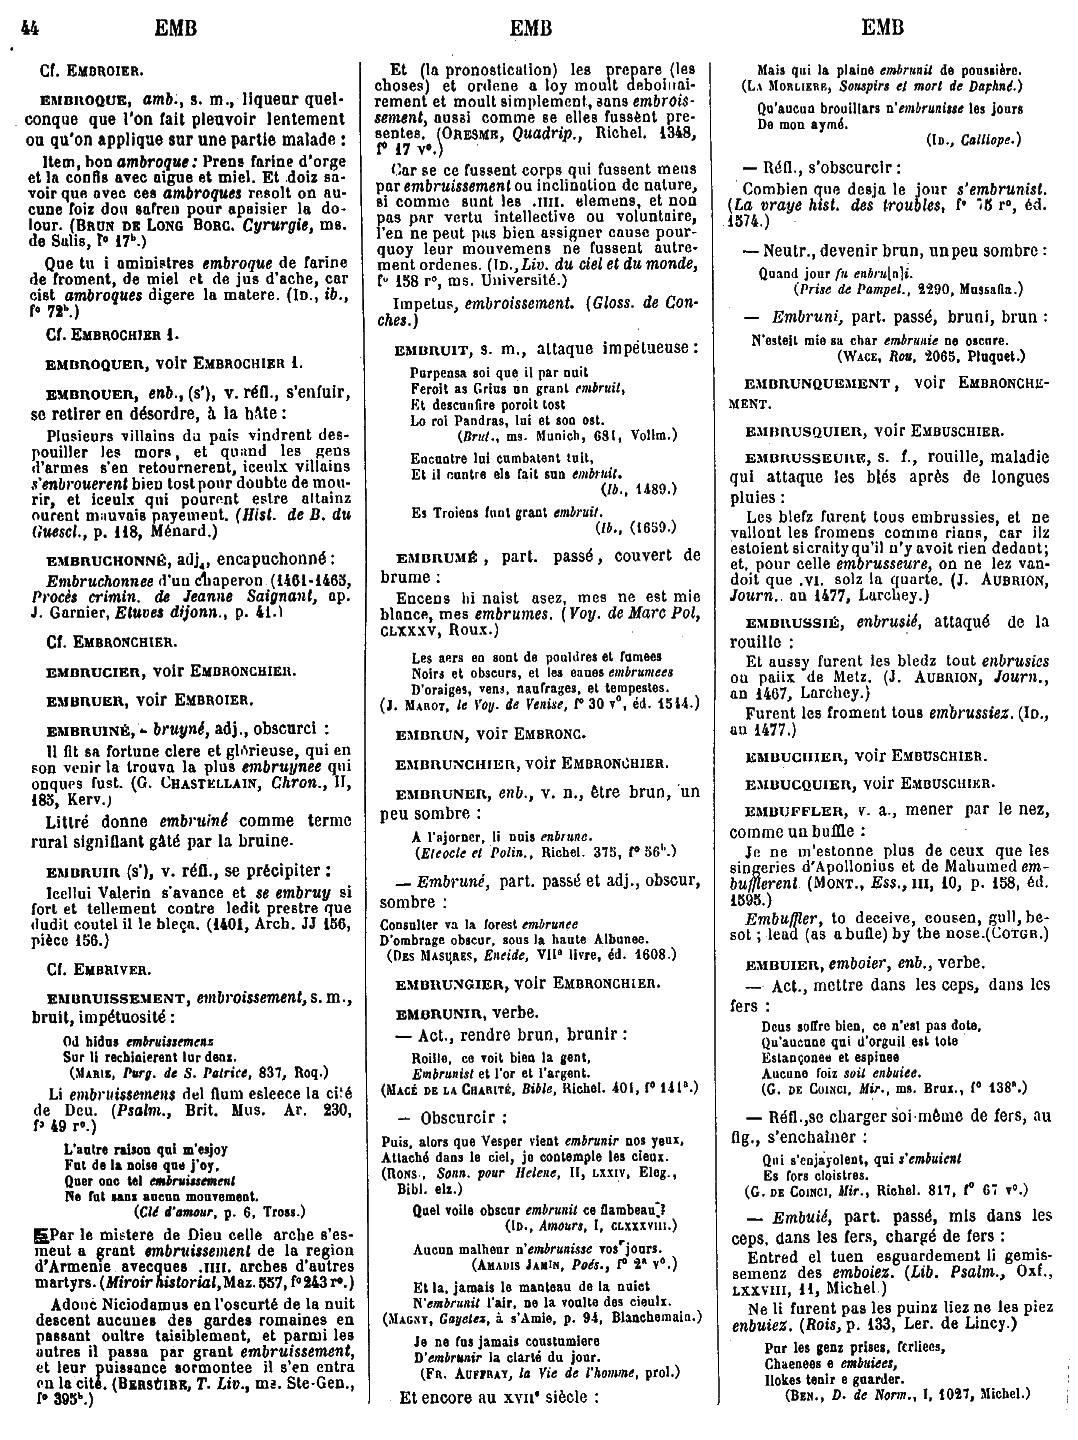 44 EMB EMB EMB
Cf. EMBROIER.
EMBROQUE, amb., s. m., liqueur quel-
conque que l'on fait pleuvoir lentement
ou qu'on applique sur une partie malade :
Item, bon ambroque : Prens farine d'orge
et la confis avec aigue et miel. Et doiz sa-
voir que avec ces ambroques resolt on au-
cune foiz dou safren pour apaisier la do-
lour. (BRUN DE LONG BORC, Cyrurgie, ms.
de Salis, f° 17ᵇ.)
Que tu i aministres embroque de farine
de froment, de miel et de jus d'ache, car
cist ambroques digere la matere. (ID., ib.,
f° 72ᵇ.)
Cf. EMBROCHIER 1.
EMBROQUER, voir EMBROCHIER 1.
EMBROUER, enb., (s'), v. réfl., s'enfuir,
se retirer en désordre, à la hâte :
Plusieurs villains du pais vindrent des-
pouiller les mors, et quand les gens
d'armes s'en retournerent, iceulx villains
s'enbrouerent bien tost pour doubte de mou-
rir, et iceulx qui pourent estre attainz
ourent mauvais payement. (Hist. de B. du
Guescl., p. 118, Ménard.)
EMBRUCHONNÉ, adj., encapuchonné :
Embruchonnee d'un chaperon (1461-1463,
Procès crimin. de Jeanne Saignant, ap.
J. Garnier, Etuves dijonn., p. 41.)
Cf. EMBRONCHIER.
EMBRUCIER, voir EMBRONCHIER.
EMBRUER, voir EMBROIER.
EMBRUINÉ, - bruyné, adj., obscurci :
Il fit sa fortune clere et glorieuse, qui en
son venir la trouva la plus embruynee qui
onques fust. (G. CHASTELLAIN, Chron., II,
185, Kerv.)
Littré donne embruiné comme terme
rural signifiant gâté par la bruine.
EMBRUIR (s'), v. réfl., se précipiter :
Icellui Valerin s'avance et se embruy si
fort et tellement contre ledit prestre que
dudit coutel il le bleça. (1401, Arch. JJ 156,
pièce 156.)
Cf. EMBRIVER.
EMBRUISSEMENT, embroissement, s. m.,
bruit, impétuosité :
Od hidus embruissemenz
Sur li rechinierent lur denz.
(MARIE, Purg. de S. Patrice, 837, Roq.)
Li embruissemens del flum esleece la cité
de Deu. (Psalm., Brit. Mus. Ar. 230,
f° 49 r°.)
L'autre raison qui m'esjoy
Fut de la noise que j'oy,
Quer onc tel embruissement
Ne fut sans aucun mouvement.
(Clé d'amour, p. 6, Tross.)
Par le mistere de Dieu celle arche s'es-
meut a grant embruissement de la region
d'Armenie avecques .IIII. arches d'autres
martyrs. (Miroir historial, Maz. 557, f° 243 r°.)
Adonc Niciodamus en l'oscurté de la nuit
descent aucunes des gardes romaines en
passant oultre taisiblement, et parmi les
autres il passa par grant embruissement,
et leur puissance sormontee il s'en entra
en la cité. (BERSUIRE, T. Liv., ms. Ste-Gen.,
f° 395ᵇ.)
Et (la pronostication) les prepare (les
choses) et ordene a loy moult debonnai-
rement et moult simplement, sans embrois-
sement, aussi comme se elles fussent pre-
sentes. (ORESME, Quadrip., Richel. 1348,
f° 17 v°.)
Car se ce fussent corps qui fussent meus
par embruissement ou inclination de nature,
si comme sunt les .IIII. elemens, et non
pas par vertu intellective ou voluntaire,
l'en ne peut pas bien assigner cause pour-
quoy leur mouvemens ne fussent autre-
ment ordenes. (ID., Liv. du ciel et du monde,
f° 158 r°, ms. Université.)
Impetus, embroissement. (Gloss. de Con-
ches.)
EMBRUIT, s. m., attaque impétueuse :
Purpensa soi que il par nuit
Feroit as Grius un grant embruit,
Et descunfire poroit tost
Lo roi Pandras, lui et son ost.
(Brut., ms. Munich, 681, Vollm.)
Encuntre lui cumbatent tuit,
Et il cuntre els fait sun embruit.
(Ib., 1489.)
Es Troiens funt grant embruit.
(Ib., (1659.)
EMBRUMÉ, part. passé, couvert de
brume :
Encens hi naist asez, mes ne est mie
blance, mes embrumes. (Voy. de Marc Pol,
CLXXXV, Roux.)
Les aers en sont de pouldres et fumees
Noirs et obscurs, et les eaues embrumees
D'oraiges, vens, naufrages, et tempestes.
(J. MAROT, le Voy. de Venise, f° 30 v°, éd. 1514.)
EMBRUN, voir EMBRONC.
EMBRUNCHIER, voir EMBRONCHIER.
EMBRUNER, enb., v. n., être brun, un
peu sombre :
A l'ajorner, li nuis enbrune.
(Eteocle et Polin., Richel. 375, f° 56ᵇ.)
— Embruné, part. passé et adj., obscur,
sombre :
Consulter va la forest embrunee
D'ombrage obscur, sous la haute Albunee.
(DES MASURES, Eneide, VIIᵉ livre, éd. 1608.)
EMBRUNGIER, voir EMBRONCHIER.
EMBRUNIR, verbe.
— Act., rendre brun, brunir :
Roille, ce voit bien la gent,
Embrunist et l'or et l'argent.
(MACÉ DE LA CHARITÉ, Bible, Richel. 401, f° 141ᵃ.)
— Obscurcir :
Puis, alors que Vesper vient embrunir nos yeux,
Attaché dans le ciel, je contemple les cieux.
(RONS., Sonn. pour Helene, II, LXXIV, Eleg.,
Bibl. elz.)
Quel voile obscur embrunit ce flambeau ?
(ID., Amours, I, CLXXXVIII.)
Aucun malheur n'embrunisse vos jours.
(AMADIS JAMIN, Poés., f° 2ᵃ v°.)
Et la, jamais le manteau de la nuict
N'embrunit l'air, ne la voulte des cieulx.
(MAGNY, Gayetez, à s'Amie, p. 94, Blanchemain.)
Je ne fus jamais coustumiere
D'embrunir la clarté du jour.
(FR. AUFFRAY, la Vie de l'homme, prol.)
Et encore au XVIIᵉ siècle :
Mais qui la plaine embrunit de poussière.
(LA MORLIERE, Souspirs et mort de Daphné.)
Qu'aucun brouillars n'embrunisse les jours
De mon aymé.
(ID., Calliope.)
— Réfl., s'obscurcir :
Combien que desja le jour s'embrunist.
(La vraye hist. des troubles, f° 75 r°, éd.
1574.)
— Neutr., devenir brun, un peu sombre :
Quand jour fu enbru[n]i.
(Prise de Pampel., 2290, Mussafia.)
— Embruni, part. passé, bruni, brun :
N'esteit mie sa char embrunie ne oscure.
(WACE, Rou, 2065, Pluquet.)
EMBRUNQUEMENT, voir EMBRONCHE-
MENT.
EMBRUSQUIER, voir EMBUSCHIER.
EMBRUSSEURE, s. f., rouille, maladie
qui attaque les blés après de longues
pluies :
Les blefz furent tous embrussies, et ne
vallont les fromens comme rians, car ilz
estoient si craity qu'il n'y avoit rien dedant;
et, pour celle embrusseure, on ne lez van-
doit que .VI. solz la quarte. (J. AUBRION,
Journ., an 1477, Larchey.)
EMBRUSSIÉ, enbrusié, attaqué de la
rouille :
Et aussy furent les bledz tout enbrusics
ou paiix de Metz. (J. AUBRION, Journ.,
an 1467, Larchey.)
Furent les froment tous embrussiez. (ID.,
an 1477.)
EMBUCHIER, voir EMBUSCHIER.
EMBUCQUIER, voir EMBUSCHIER.
EMBUFFLER, v. a., mener par le nez,
comme un buffle :
Je ne m'estonne plus de ceux que les
singeries d'Apollonius et de Mahumed em-
bufflerent. (MONT., Ess., III, 10, p. 158, éd.
1595.)
Embuffler, to deceive, cousen, gull, be-
sot ; lead (as a bufle) by the nose. (COTGR.)
EMBUIER, emboier, enb., verbe.
— Act., mettre dans les ceps, dans les
fers :
Deus soffre bien, ce n'est pas dote,
Qu'aucune qui d'orguil est tote
Estançonee et espinee
Aucune foiz soit enbuiee.
(G. DE COINCI, Mir., ms. Brux., f° 138ᵃ.)
— Réfl., se charger soi-même de fers, au
fig., s'enchaîner :
Qui s'enjayolent, qui s'embuient
Es fors cloistres.
(G. DE COINCI, Mir., Richel. 817, f° 67 v°.)
— Embuié, part. passé, mis dans les
ceps, dans les fers, chargé de fers :
Entred el tuen esguardement li gemis-
semenz des emboiez. (Lib. Psalm., Oxf.,
LXXVIII, 11, Michel.)
Ne li furent pas les puinz liez ne les piez
enbuiez. (Rois, p. 133, Ler. de Lincy.)
Par les genz prises, ferliees,
Chaenees e embuiees,
Ilokes tenir e guarder.
(BEN., D. de Norm., I, 1027, Michel.)